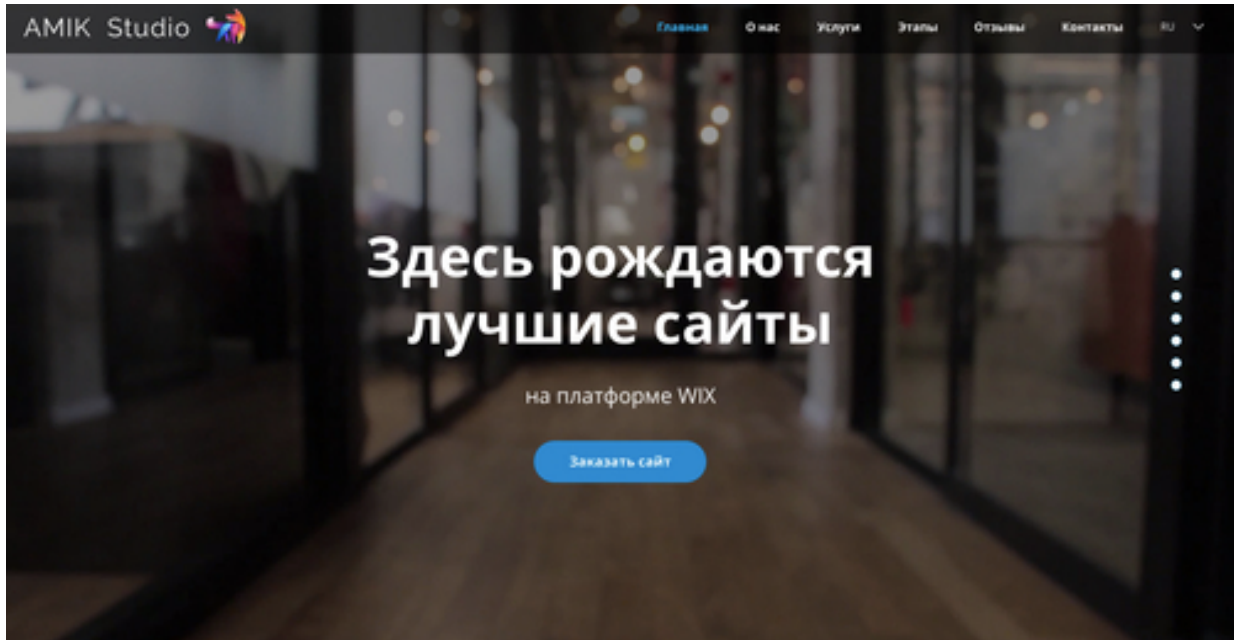 AMIK Studio
Главная О нас Услуги Этапы Отзывы Контакты RU
Здесь рождаются
лучшие сайты
на платформе WIX
Заказать сайт